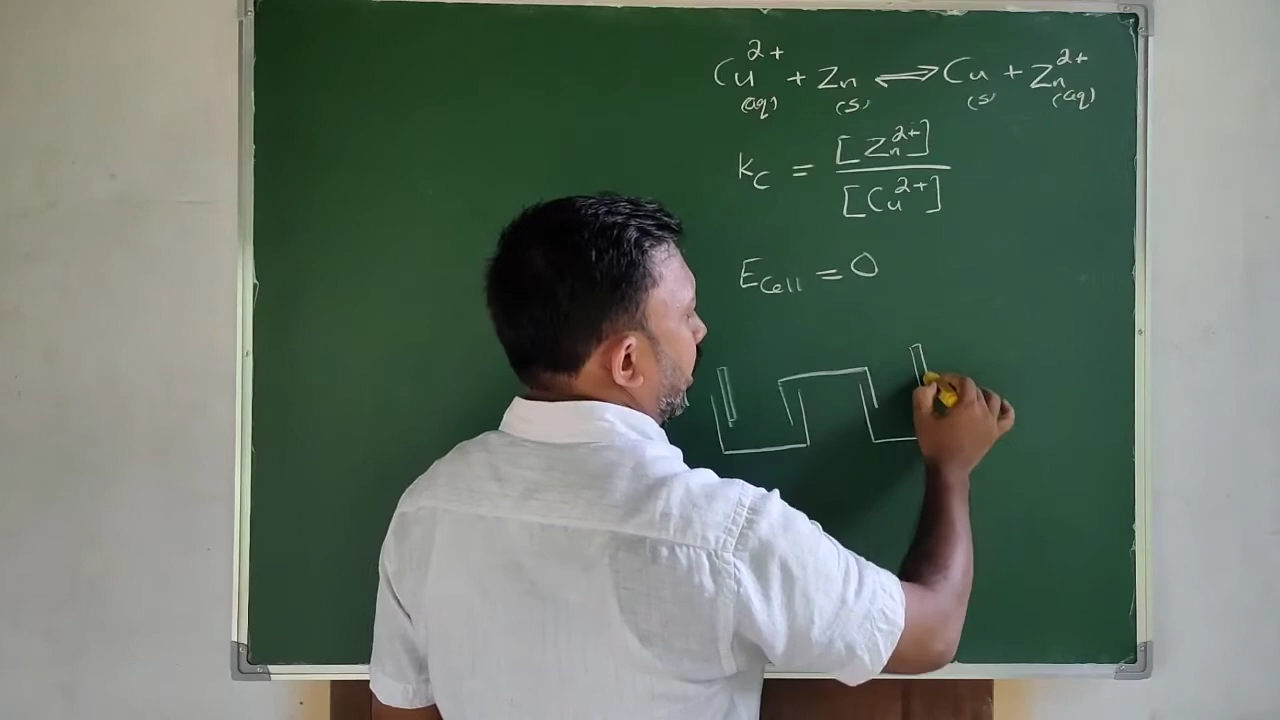 Cu²⁺(aq) + Zn(s) ⇌ Cu(s) + Zn²⁺(aq)
kc = [Zn²⁺] / [Cu²⁺]
ECell = 0